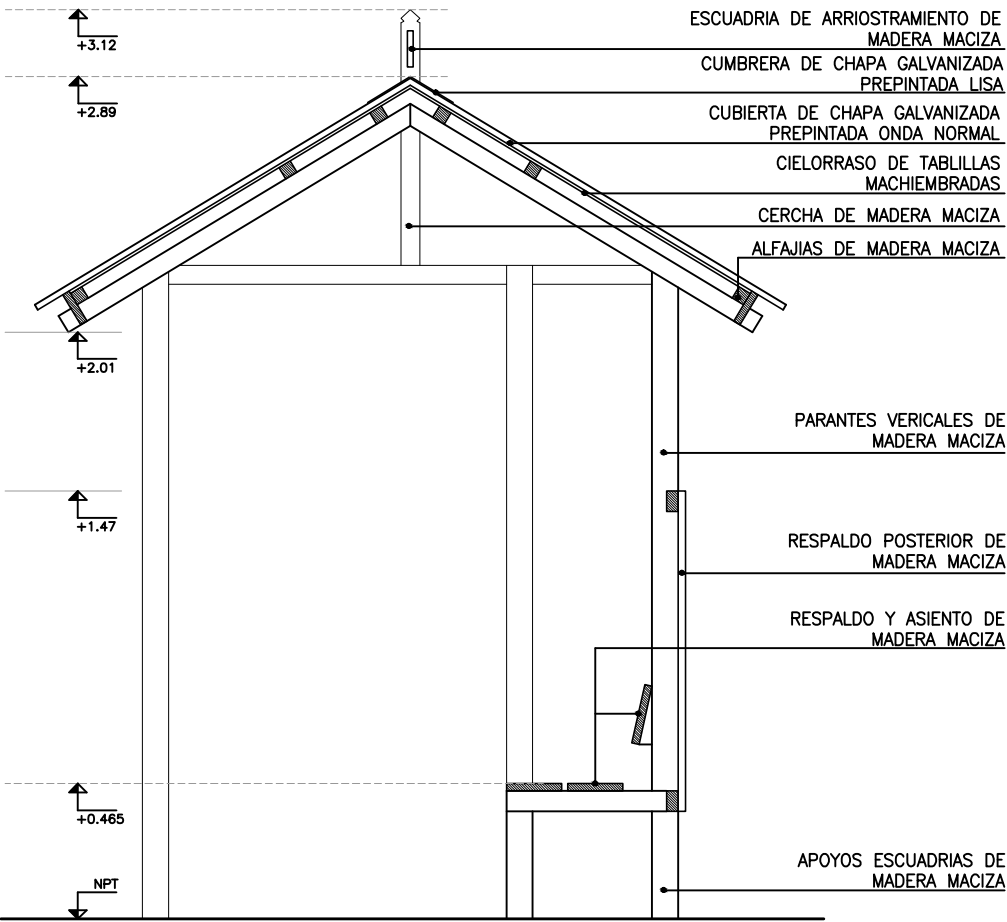 ESCUADRIA DE ARRIOSTRAMIENTO DE
MADERA MACIZA
CUMBRERA DE CHAPA GALVANIZADA
PREPINTADA LISA
CUBIERTA DE CHAPA GALVANIZADA
PREPINTADA ONDA NORMAL
CIELORRASO DE TABLILLAS
MACHIEMBRADAS
CERCHA DE MADERA MACIZA
ALFAJIAS DE MADERA MACIZA
PARANTES VERICALES DE
MADERA MACIZA
RESPALDO POSTERIOR DE
MADERA MACIZA
RESPALDO Y ASIENTO DE
MADERA MACIZA
APOYOS ESCUADRIAS DE
MADERA MACIZA
+3.12
+2.89
+2.01
+1.47
+0.465
NPT